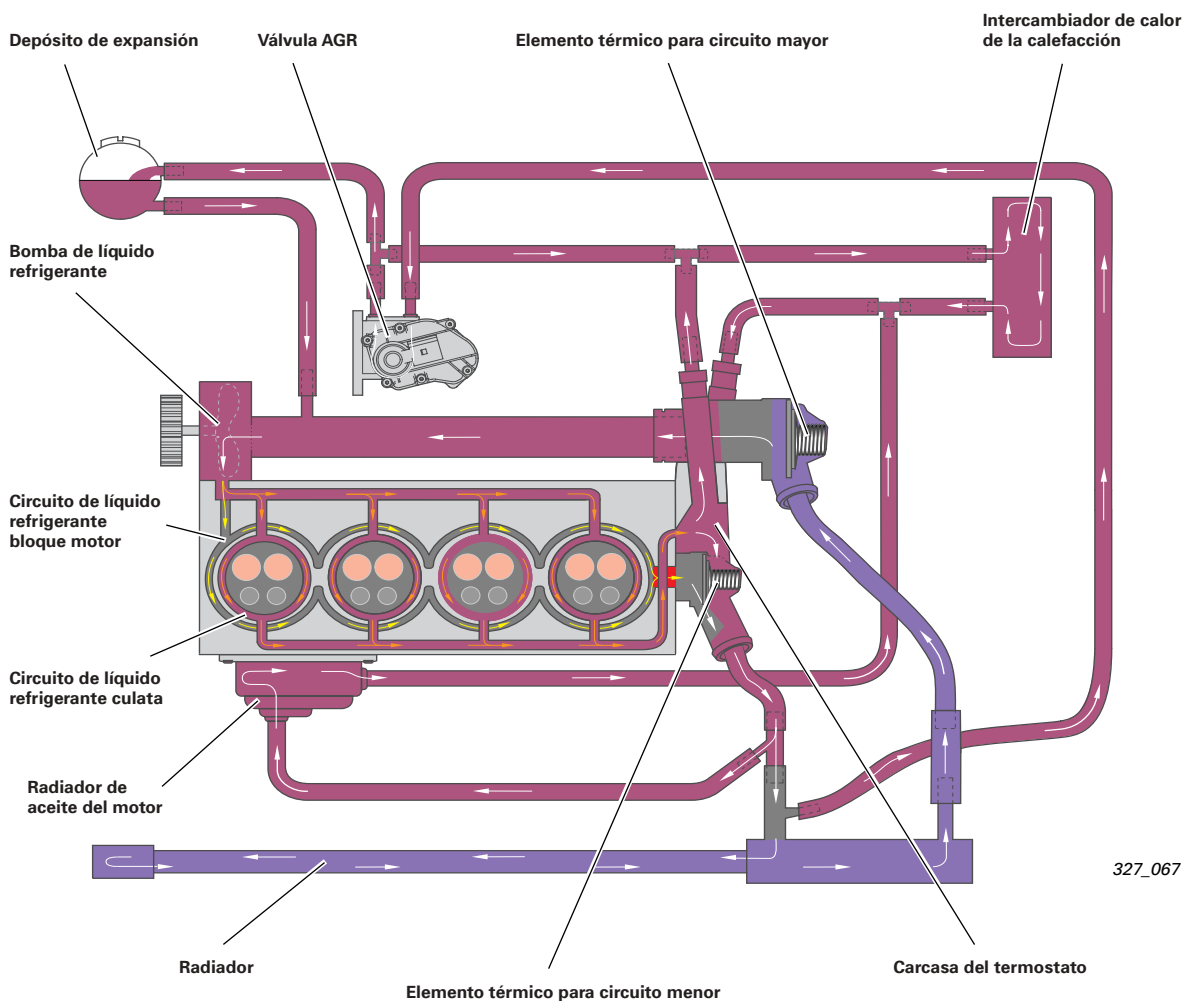 Depósito de expansión
Válvula AGR
Elemento térmico para circuito mayor
Intercambiador de calor
de la calefacción
Bomba de líquido
refrigerante
Circuito de líquido
refrigerante
bloque motor
Circuito de líquido
refrigerante culata
Radiador de
aceite del motor
327_067
Radiador
Carcasa del termostato
Elemento térmico para circuito menor